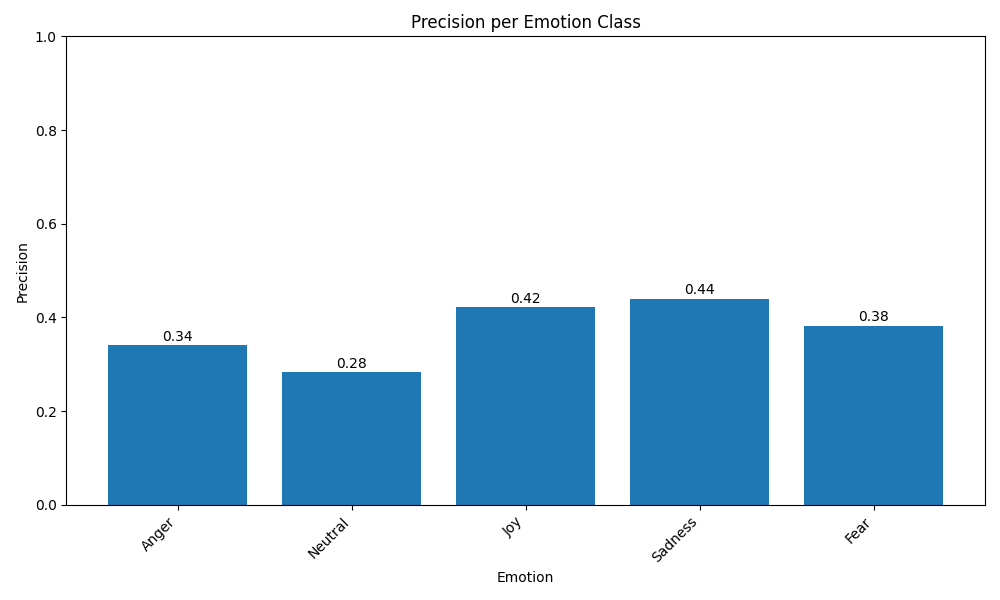 Precision per Emotion Class
1.0
0.8
0.6
0.4
0.2
0.0
Precision
0.34
0.28
0.42
0.44
0.38
Anger
Neutral
Joy
Sadness
Fear
Emotion